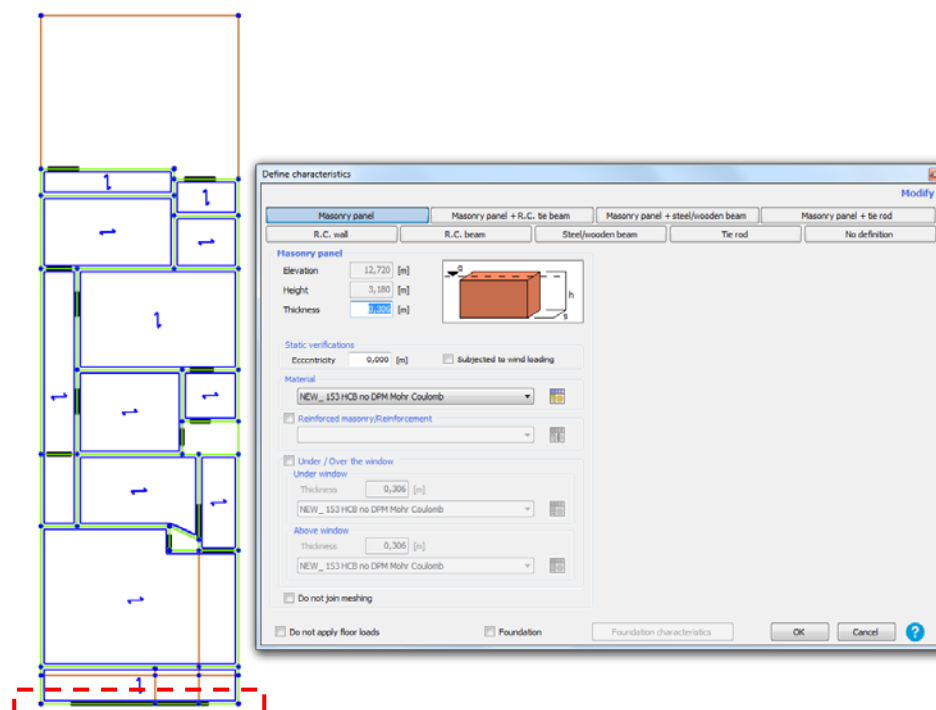 Define characteristics
Modify
Masonry panel
Masonry panel + R.C. tie beam
Masonry panel + steel/wooden beam
Masonry panel + tie rod
R.C. wall
R.C. beam
Steel/wooden beam
Tie rod
No definition
Masonry panel
Elevation 12,720 [m]
Height 3,180 [m]
Thickness 0,306 [m]
q
h
s
Static verifications
Eccentricity 0,000 [m]
Subjected to wind loading
Material
NEW_ 153 HCB no DPM Mohr Coulomb
Reinforced masonry/Reinforcement
Under / Over the window
Under window
Thickness 0,306 [m]
NEW_ 153 HCB no DPM Mohr Coulomb
Above window
Thickness 0,306 [m]
NEW_ 153 HCB no DPM Mohr Coulomb
Do not join meshing
Do not apply floor loads
Foundation
Foundation characteristics
OK
Cancel
?